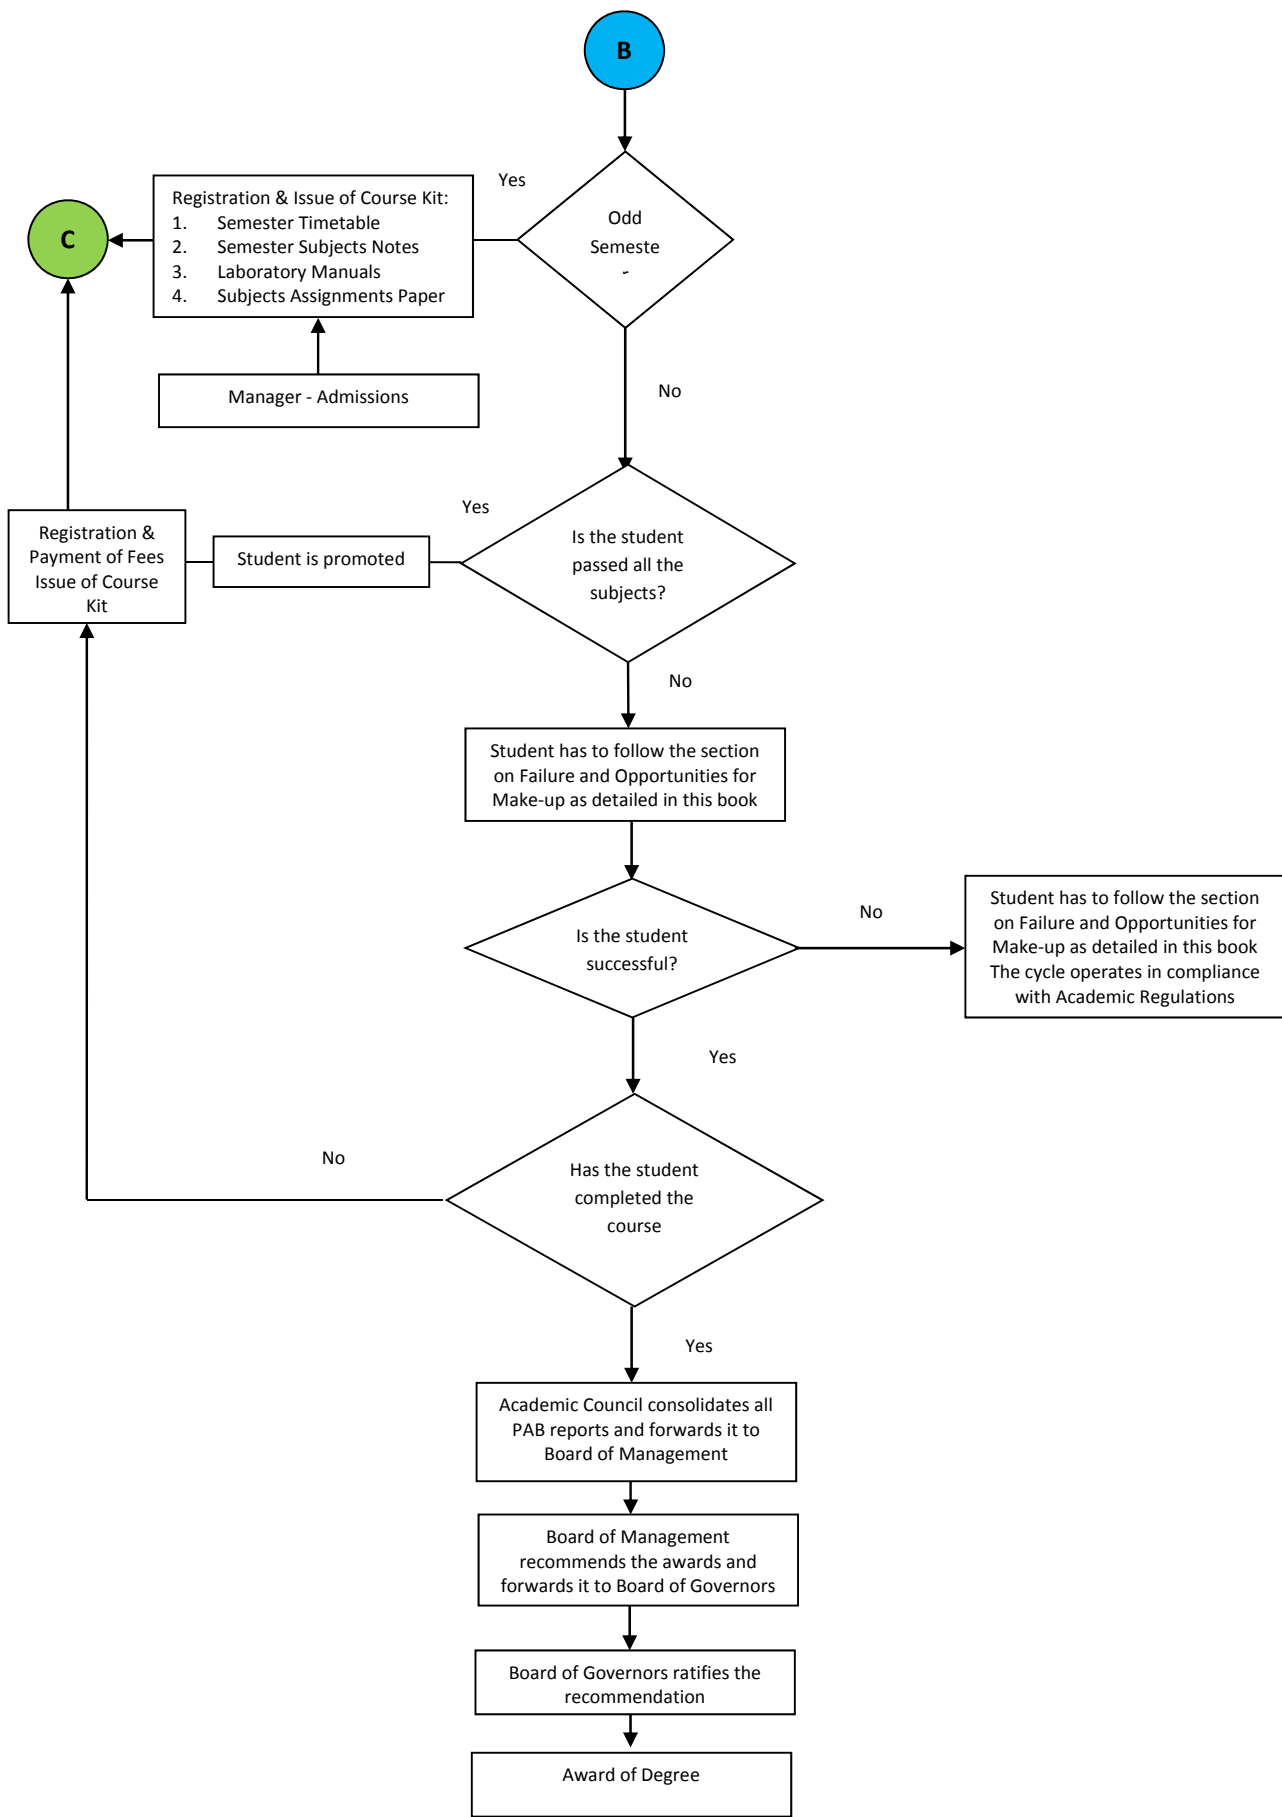 B
Yes
Odd
Semeste
Registration & Issue of Course Kit:
1. Semester Timetable
2. Semester Subjects Notes
3. Laboratory Manuals
4. Subjects Assignments Paper
C
Manager - Admissions
No
Yes
Is the student
passed all the
subjects?
Student is promoted
Registration &
Payment of Fees
Issue of Course
Kit
No
Student has to follow the section
on Failure and Opportunities for
Make-up as detailed in this book
Is the student
successful?
No
Student has to follow the section
on Failure and Opportunities for
Make-up as detailed in this book
The cycle operates in compliance
with Academic Regulations
Yes
Has the student
completed the
course
No
Yes
Academic Council consolidates all
PAB reports and forwards it to
Board of Management
Board of Management
recommends the awards and
forwards it to Board of Governors
Board of Governors ratifies the
recommendation
Award of Degree